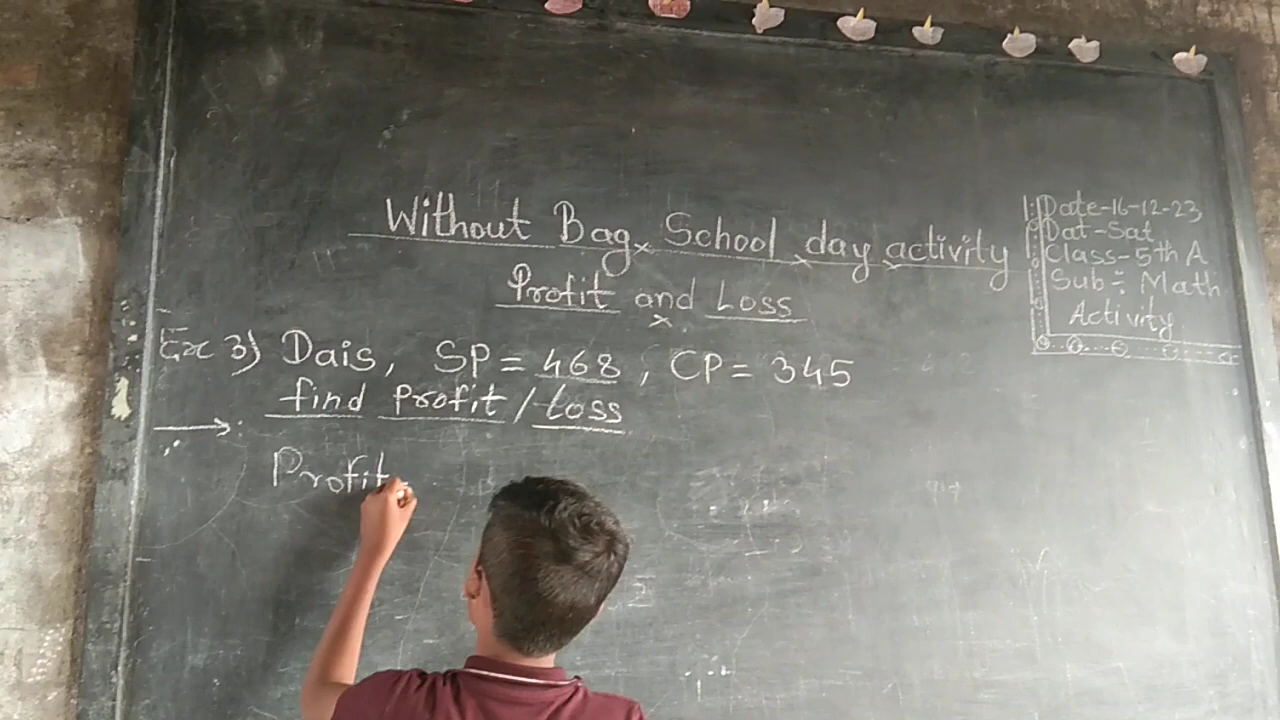 Without Bag School day activity
Profit and Loss
Date-16-12-23
Dat-Sat
Class-5th A
Sub÷ Math
Activity
Ex 3) Dais, SP = 468, CP = 345
find profit/Loss
Profit